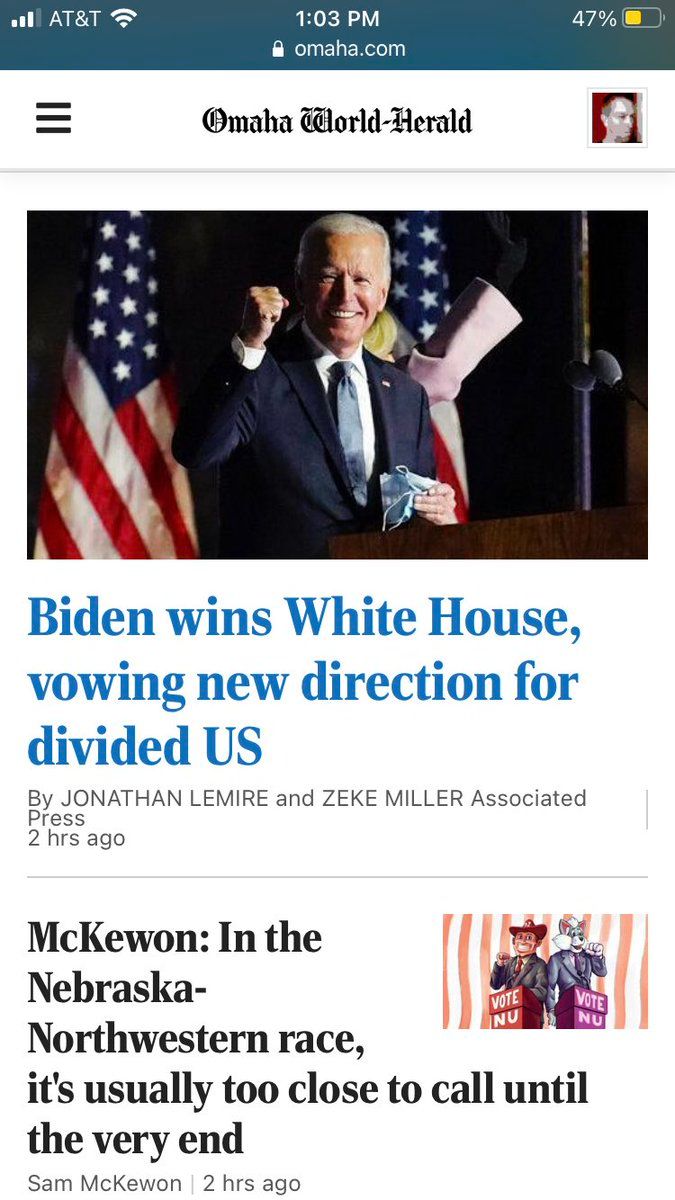 AT&T 1:03 PM 47%
omaha.com
Omaha World-Herald
Biden wins White House,
vowing new direction for
divided US
By JONATHAN LEMIRE and ZEKE MILLER Associated
Press
2 hrs ago
McKewon: In the
Nebraska-
Northwestern race,
it's usually too close to call until
the very end
VOTE
NU
VOTE
NU
Sam McKewon | 2 hrs ago